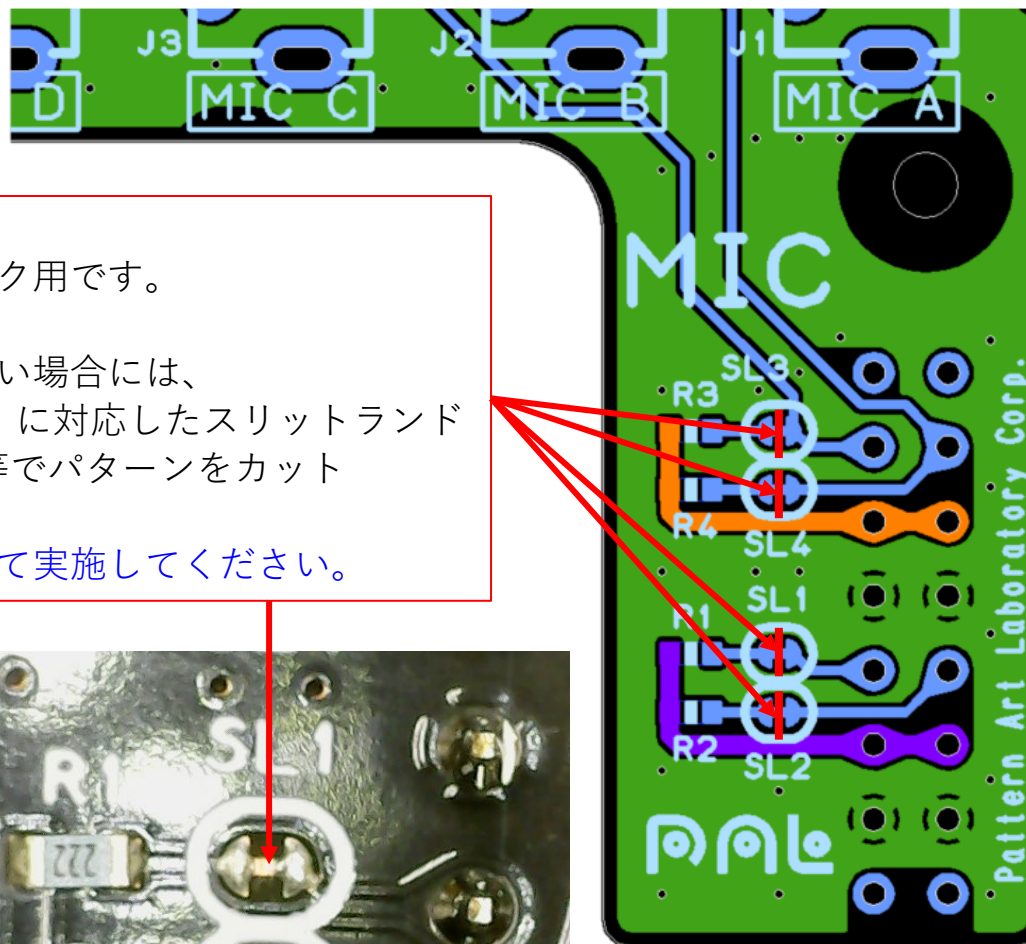 J3
J2
J1
D
MIC C
MIC B
MIC A
ク用です。
い場合には、
に対応したスリットランド
等でパターンをカット
て実施してください。
MIC
SL3
R3
R4
SL4
SL1
R1
R2
SL2
PAL
Pattern Art Laboratory Corp.
R1
SL1
222